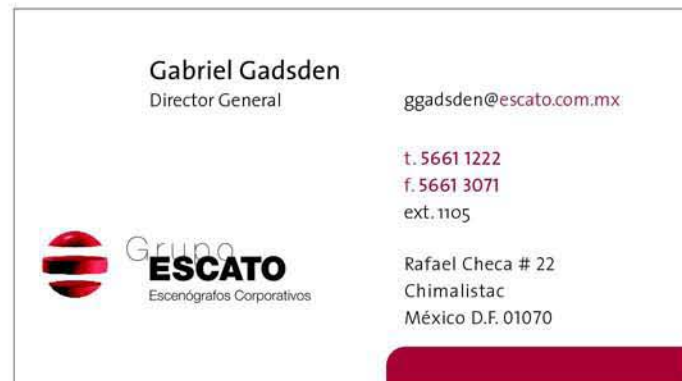 Gabriel Gadsden
Director General
ggadsden@escato.com.mx
t. 5661 1222
f. 5661 3071
ext. 1105
Grupo
ESCATO
Escenógrafos Corporativos
Rafael Checa # 22
Chimalistac
México D.F. 01070